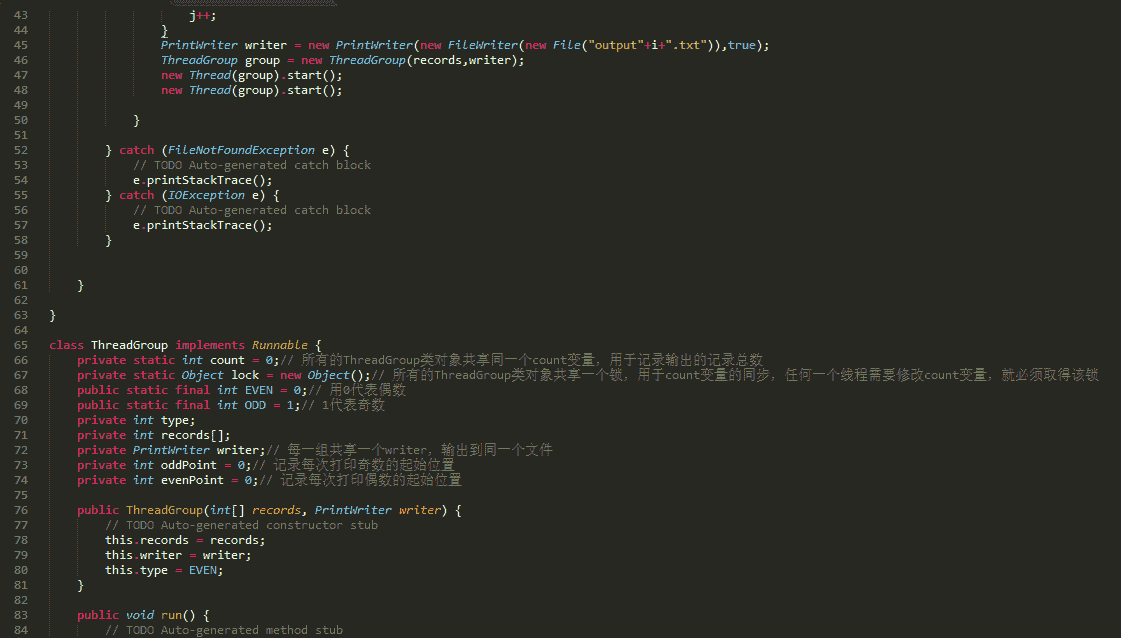 43 j++;
44 }
45 PrintWriter writer = new PrintWriter(new FileWriter(new File("output"+i+".txt")),true);
46 ThreadGroup group = new ThreadGroup(records,writer);
47 new Thread(group).start();
48 new Thread(group).start();
49
50 }
51
52 } catch (FileNotFoundException e) {
53 // TODO Auto-generated catch block
54 e.printStackTrace();
55 } catch (IOException e) {
56 // TODO Auto-generated catch block
57 e.printStackTrace();
58 }
59
60
61 }
62
63 }
64
65 class ThreadGroup implements Runnable {
66 private static int count = 0;// 所有的ThreadGroup类对象共享同一个count变量，用于记录输出的记录总数
67 private static Object lock = new Object();// 所有的ThreadGroup类对象共享一个锁，用于count变量的同步，任何一个线程需要修改count变量，就必须取得该锁
68 public static final int EVEN = 0;// 用0代表偶数
69 public static final int ODD = 1;// 1代表奇数
70 private int type;
71 private int records[];
72 private PrintWriter writer;// 每一组共享一个writer，输出到同一个文件
73 private int oddPoint = 0;// 记录每次打印奇数的起始位置
74 private int evenPoint = 0;// 记录每次打印偶数的起始位置
75
76 public ThreadGroup(int[] records, PrintWriter writer) {
77 // TODO Auto-generated constructor stub
78 this.records = records;
79 this.writer = writer;
80 this.type = EVEN;
81 }
82
83 public void run() {
84 // TODO Auto-generated method stub